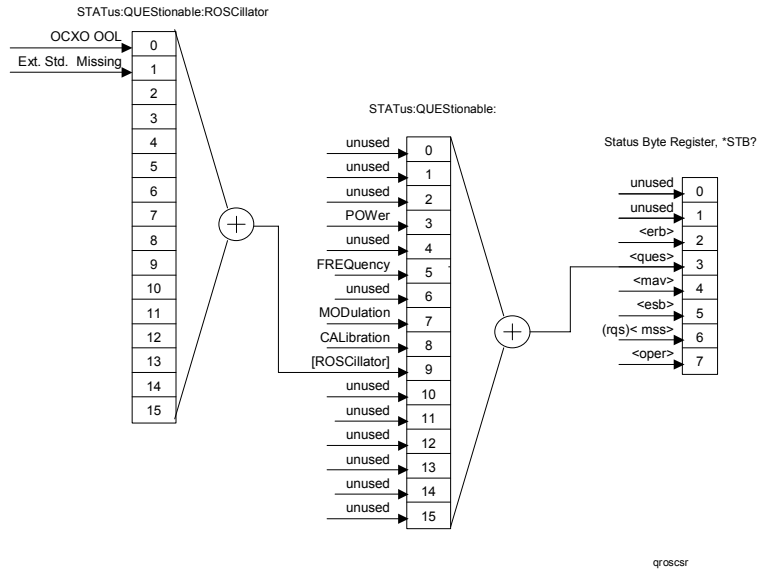 STATus:QUEStionable:ROSCillator
OCXO OOL
0
Ext. Std. Missing
1
2
3
4
5
6
7
8
9
10
11
12
13
14
15
STATus:QUEStionable:
unused
0
unused
1
unused
2
POWer
3
unused
4
FREQuency
5
unused
6
MODulation
7
CALibration
8
[ROSCillator]
9
unused
10
unused
11
unused
12
unused
13
unused
14
unused
15
Status Byte Register, *STB?
unused
0
unused
1
<erb>
2
<ques>
3
<mav>
4
<esb>
5
(rqs)< mss>
6
<oper>
7
qroscsr